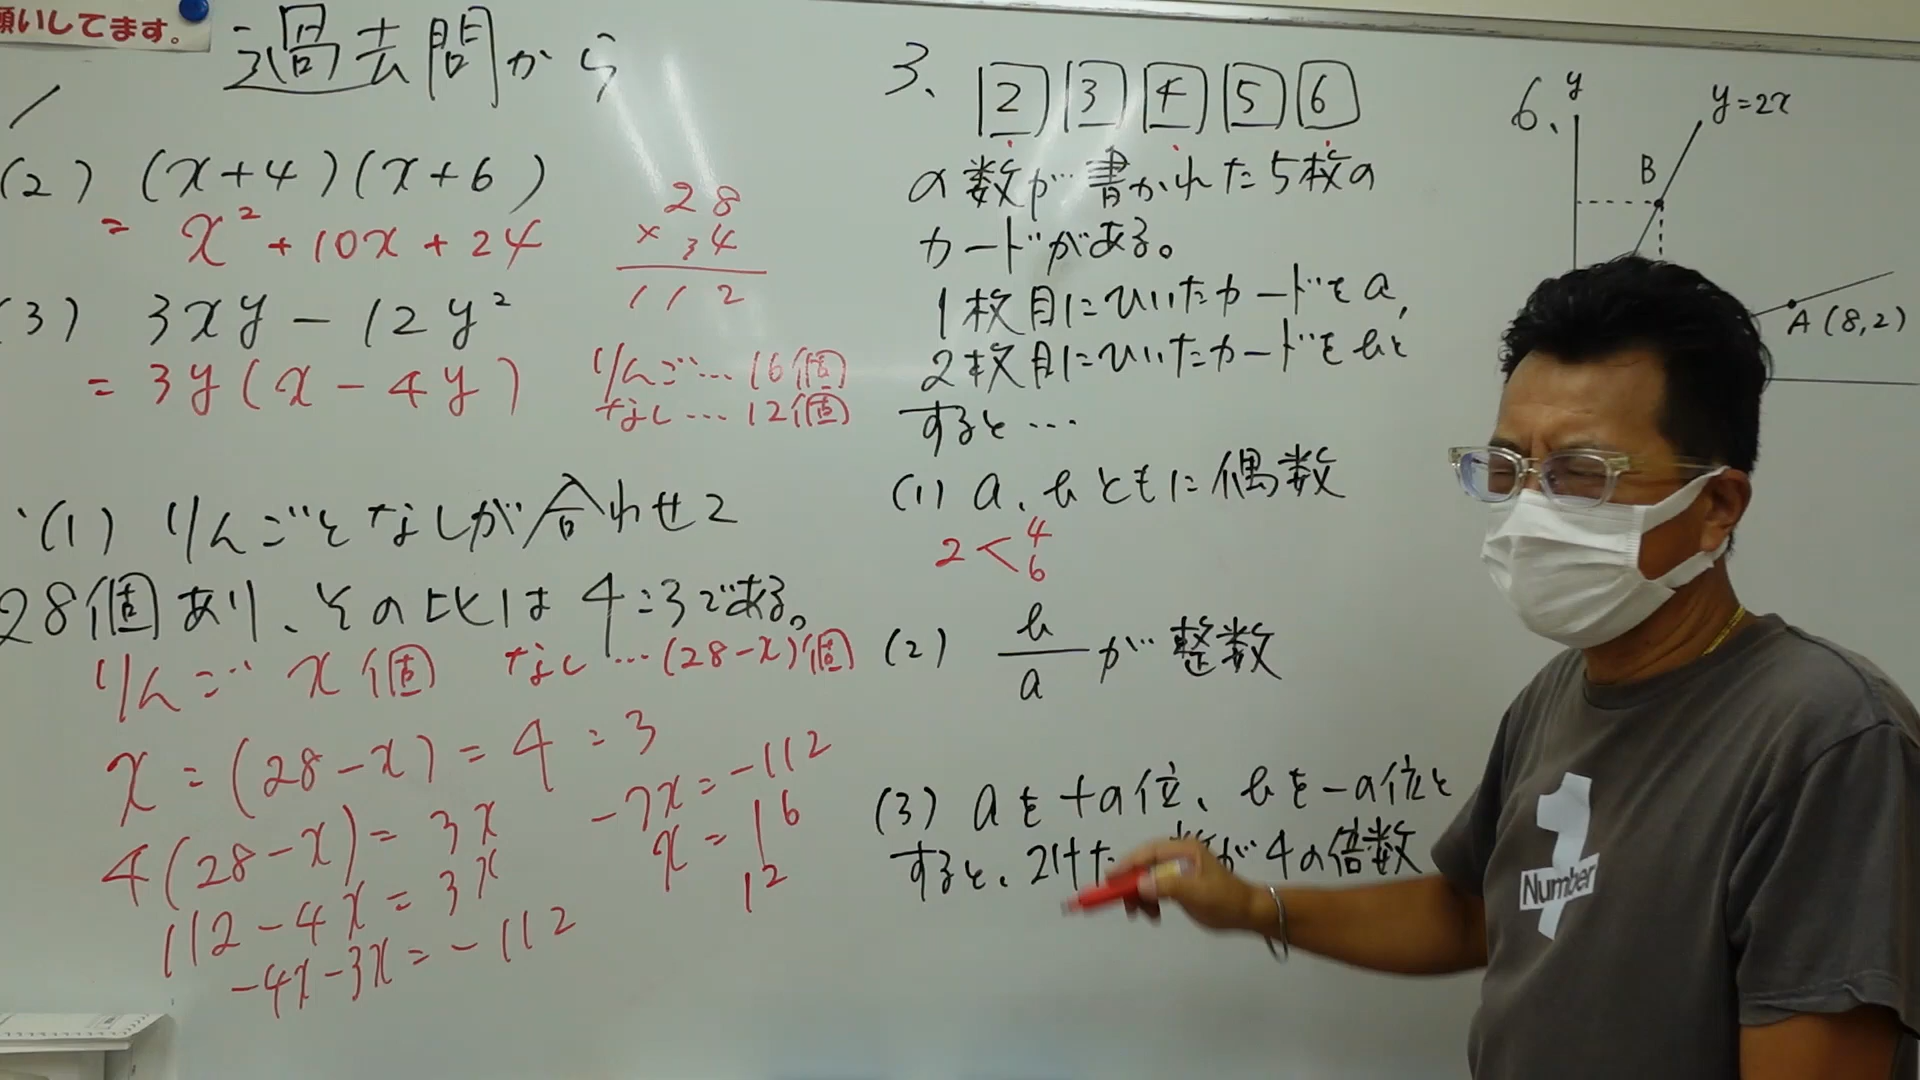 願いしてます。
過去問から
(2) (x+4)(x+6)
= x²+10x+24
(3) 3xy-12y²
= 3y(x-4y)
28
×34
112
りんご…16個
なし…12個
(1) りんごとなしが合わせて
28個あり、その比は4:3である。
りんご x個 なし…(28-x)個
x:(28-x)=4:3
4(28-x)=3x
112-4x=3x
-4x-3x=-112
-7x=-112
x=16
12
3、 2 3 4 5 6
の数が書かれた5枚の
カードがある。
1枚目にひいたカードをa,
2枚目にひいたカードをbと
すると…
(1) a、bともに偶数
2<4
6
(2) b/aが整数
(3) aを十の位、bを一の位と
すると、2けた 数が4の倍数
6、 y
y=2x
B
A(8,2)
Number